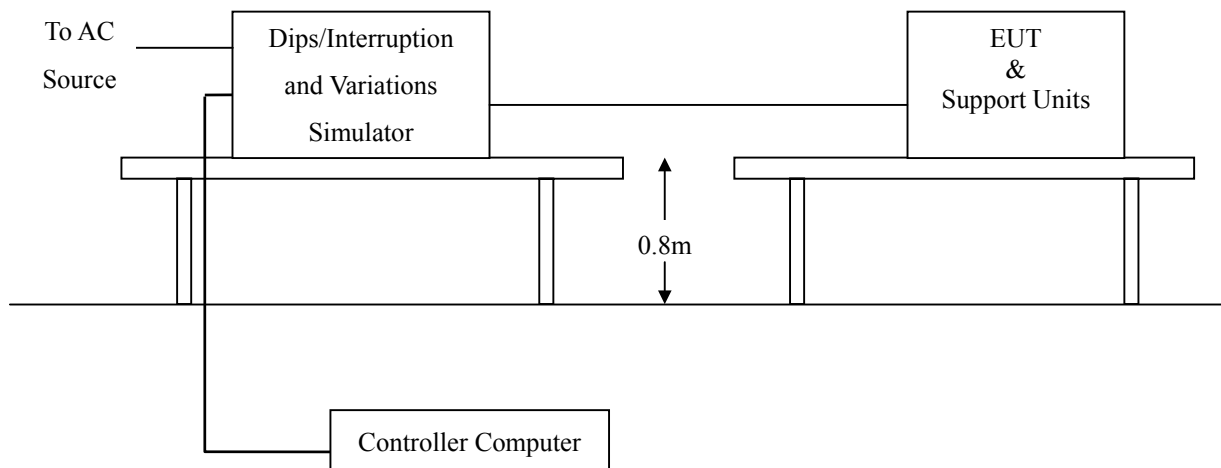 To AC
Source
Dips/Interruption
and Variations
Simulator
EUT
&
Support Units
0.8m
Controller Computer